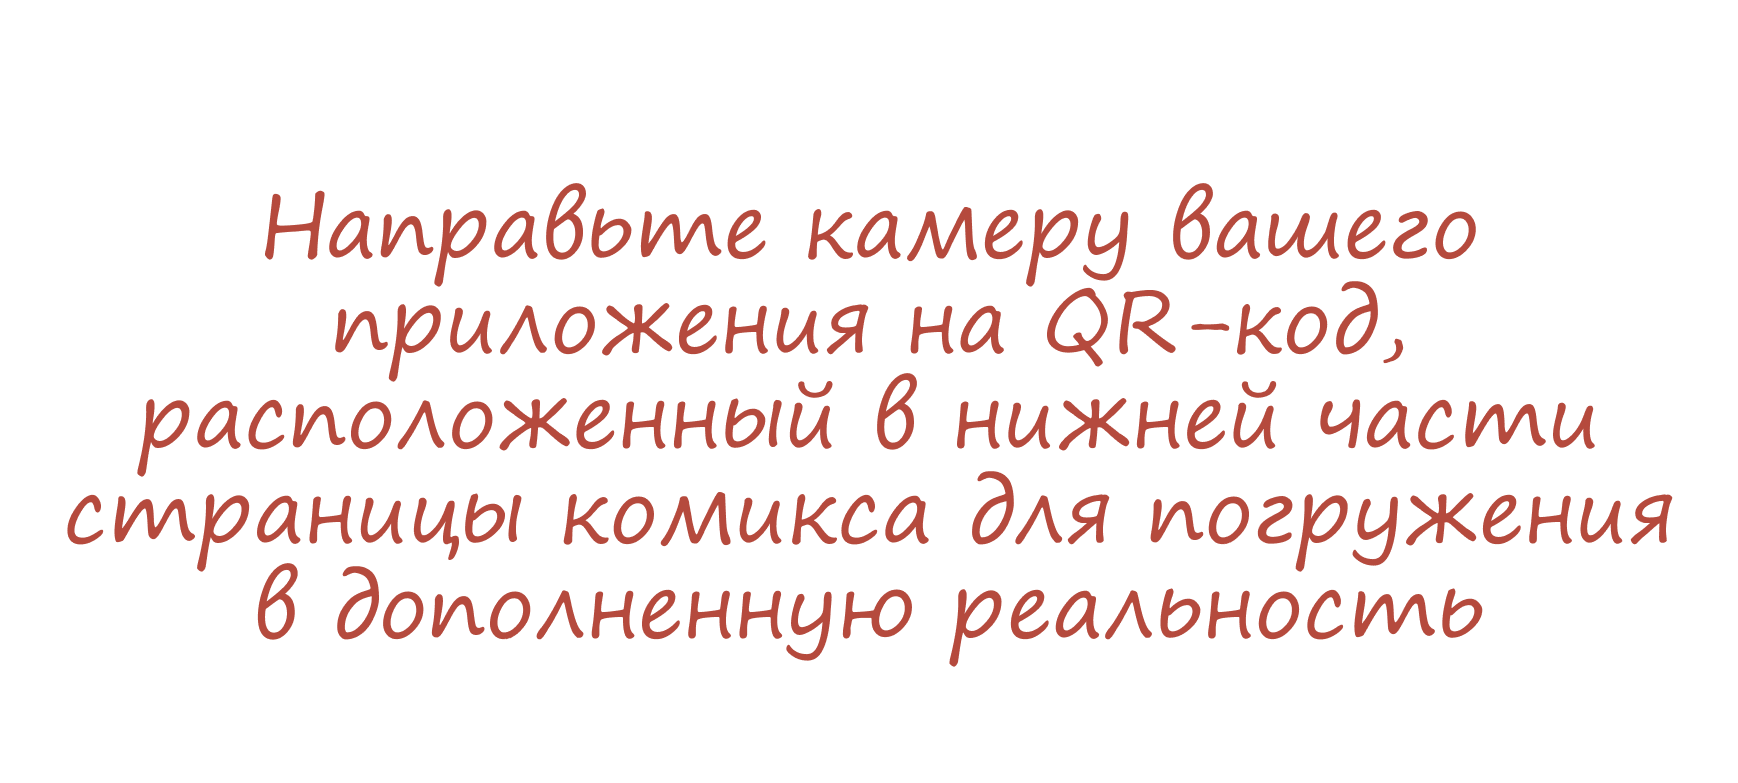 Направьте камеру вашего
приложения на QR-код,
расположенный в нижней части
страницы комикса для погружения
в дополненную реальность